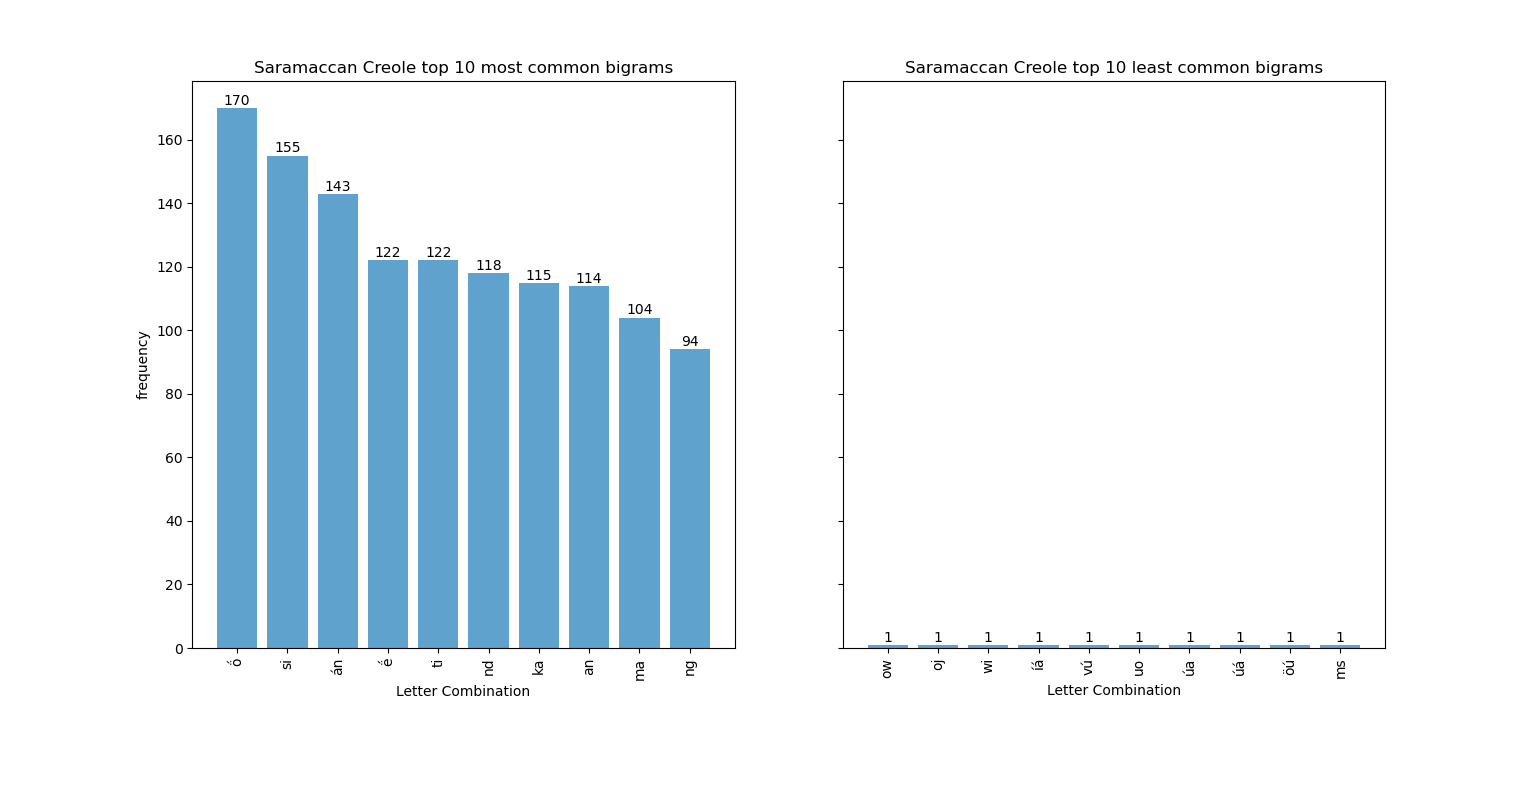 Saramaccan Creole top 10 most common bigrams
170
155
143
122
122
118
115
114
104
94
160
140
120
100
80
60
40
20
0
frequency
ö́
si
án
ë́
ti
nd
ka
an
ma
ng
Letter Combination
Saramaccan Creole top 10 least common bigrams
1
1
1
1
1
1
1
1
1
1
ow
oj
wi
íá
vú
uo
úa
úá
öú
ms
Letter Combination